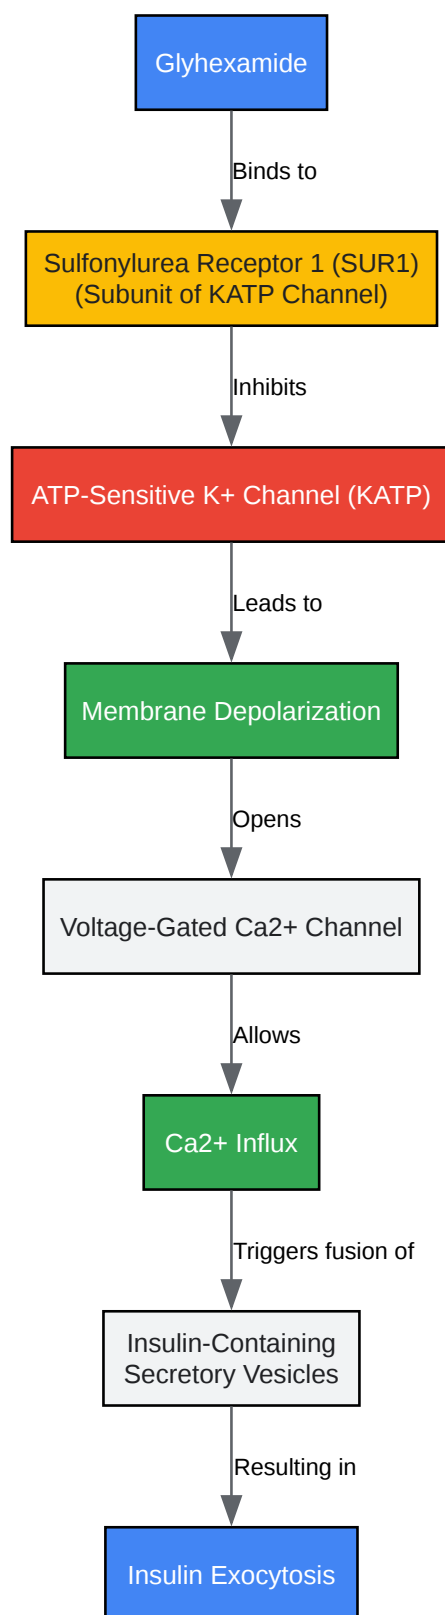 Glyhexamide
Binds to
Sulfonylurea Receptor 1 (SUR1)
(Subunit of KATP Channel)
Inhibits
ATP-Sensitive K+ Channel (KATP)
Leads to
Membrane Depolarization
Opens
Voltage-Gated Ca2+ Channel
Allows
Ca2+ Influx
Triggers fusion of
Insulin-Containing
Secretory Vesicles
Resulting in
Insulin Exocytosis